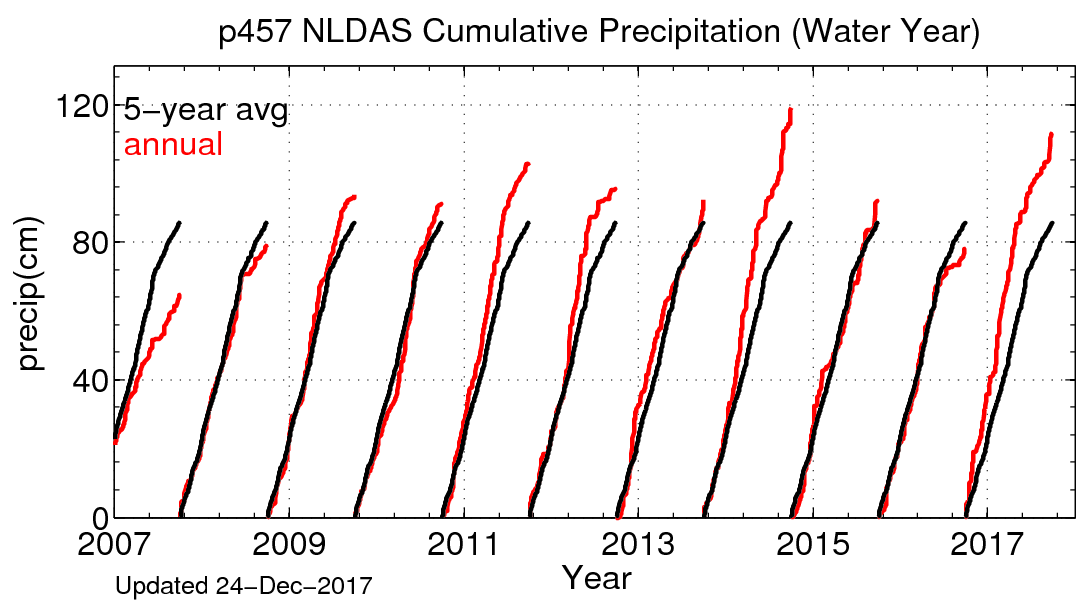 p457 NLDAS Cumulative Precipitation (Water Year)
120
5−year avg
annual
80
precip(cm)
40
0
2007 2009 2011 2013 2015 2017
Year
Updated 24−Dec−2017